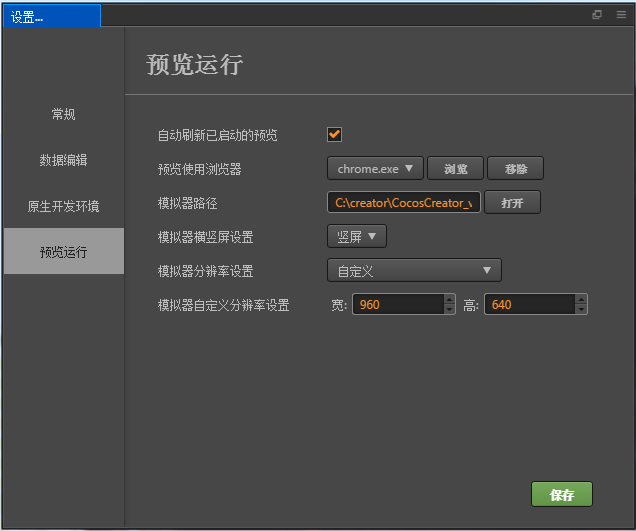 设置...
预览运行
常规
数据编辑
原生开发环境
预览运行
自动刷新已启动的预览
预览使用浏览器 chrome.exe 浏览 移除
模拟器路径 C:\creator\CocosCreator_v 打开
模拟器横竖屏设置 竖屏
模拟器分辨率设置 自定义
模拟器自定义分辨率设置 宽: 960 高: 640
保存